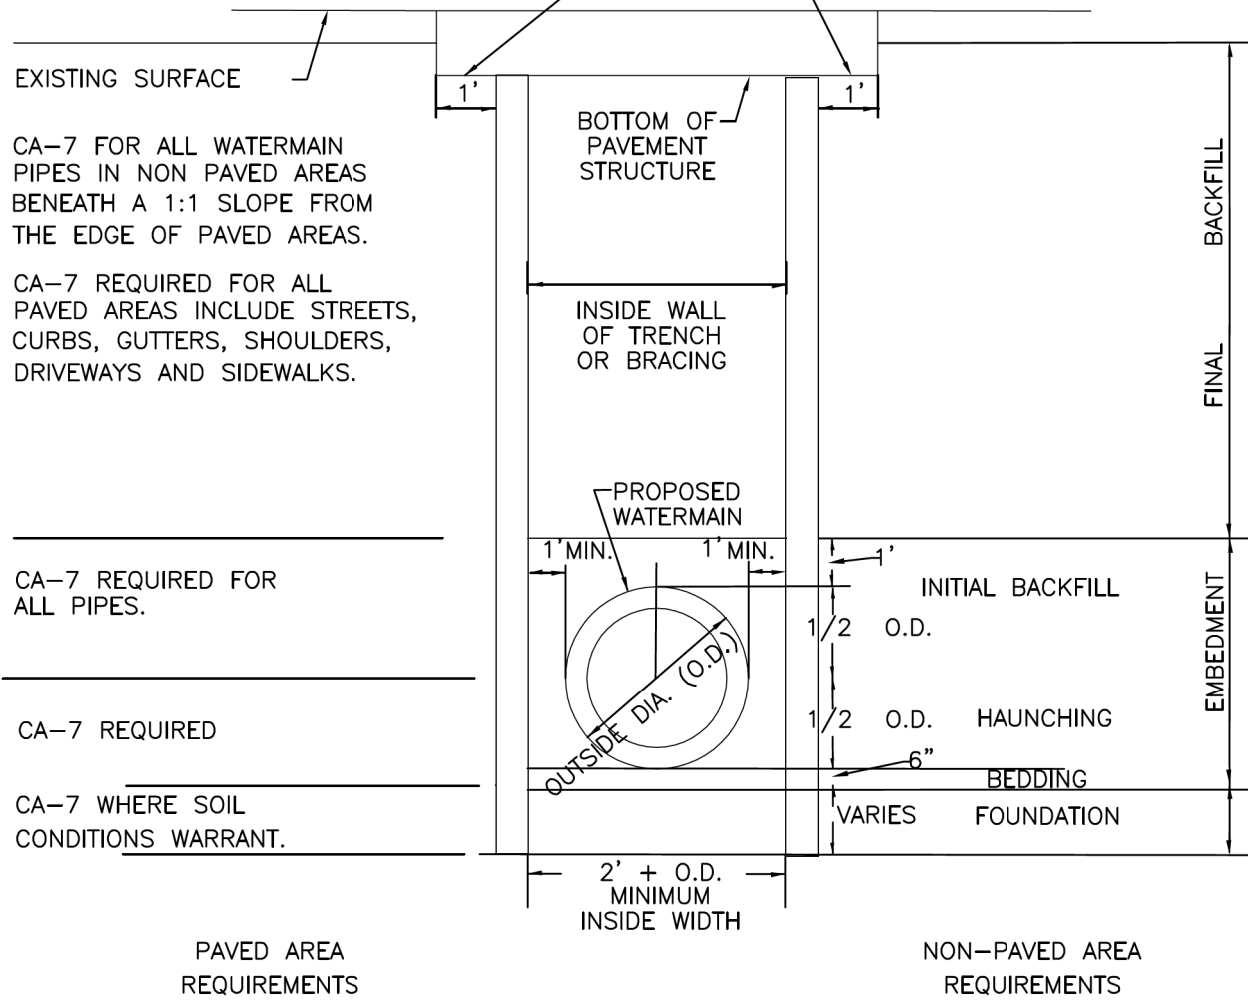 EXISTING SURFACE
1'
1'
BOTTOM OF
PAVEMENT
STRUCTURE
CA-7 FOR ALL WATERMAIN
PIPES IN NON PAVED AREAS
BENEATH A 1:1 SLOPE FROM
THE EDGE OF PAVED AREAS.
CA-7 REQUIRED FOR ALL
PAVED AREAS INCLUDE STREETS,
CURBS, GUTTERS, SHOULDERS,
DRIVEWAYS AND SIDEWALKS.
INSIDE WALL
OF TRENCH
OR BRACING
FINAL BACKFILL
PROPOSED
WATERMAIN
1' MIN.
1' MIN.
1'
CA-7 REQUIRED FOR
ALL PIPES.
INITIAL BACKFILL
1/2 O.D.
OUTSIDE DIA. (O.D.)
EMBEDMENT
CA-7 REQUIRED
1/2 O.D. HAUNCHING
6"
BEDDING
CA-7 WHERE SOIL
CONDITIONS WARRANT.
VARIES FOUNDATION
2' + O.D.
MINIMUM
INSIDE WIDTH
PAVED AREA
REQUIREMENTS
NON-PAVED AREA
REQUIREMENTS